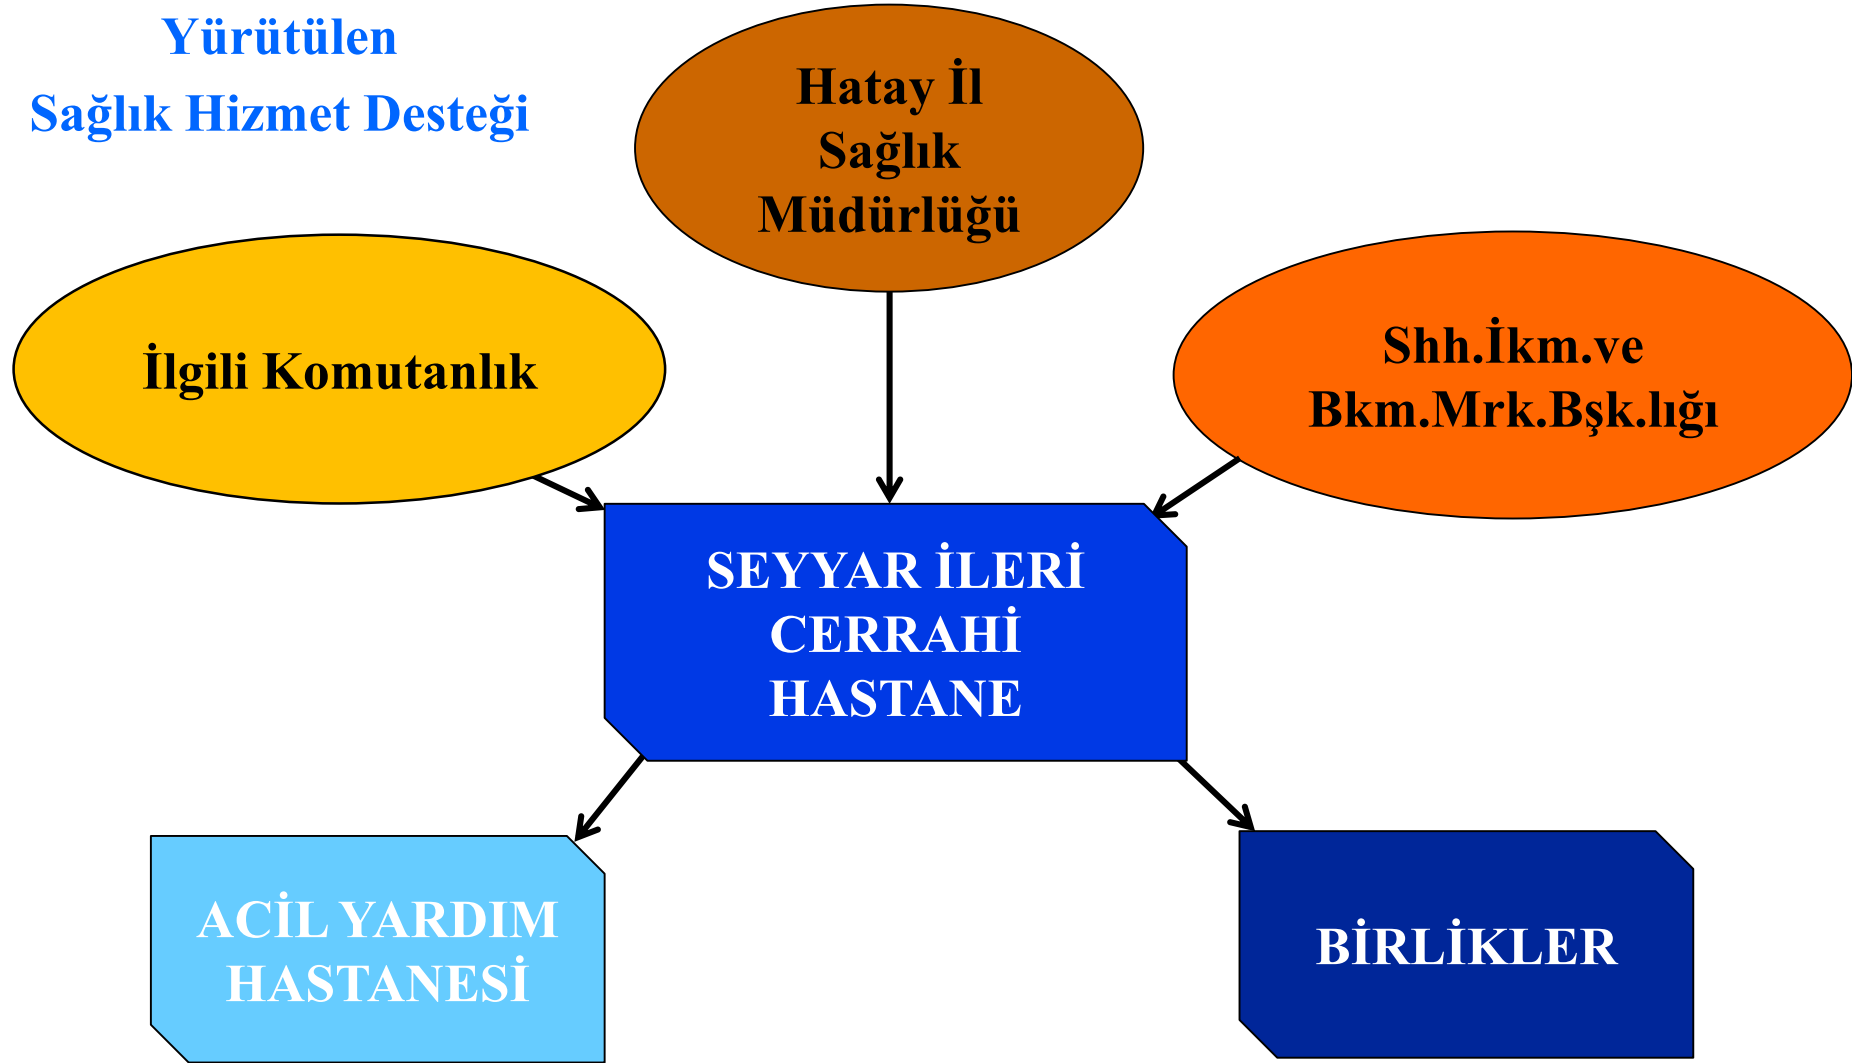 Yürütülen
Sağlık Hizmet Desteği
Hatay İl
Sağlık
Müdürlüğü
İlgili Komutanlık
Shh.İkm.ve
Bkm.Mrk.Bşk.lığı
SEYYAR İLERİ
CERRAHİ
HASTANE
ACİL YARDIM
HASTANESİ
BİRLİKLER